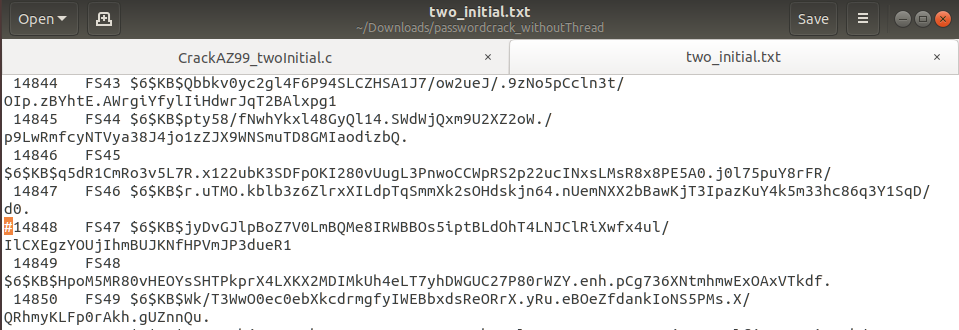 Open
two_initial.txt
~/Downloads/passwordcrack_withoutThread
Save
CrackAZ99_twoInitial.c
×
two_initial.txt
×
14844 FS43 $6$KB$Qbbkv0yc2gl4F6P94SLCZHSA1J7/ow2ueJ/.9zNo5pCcln3t/
OIp.zBYhtE.AWrgiYfylIiHdwrJqT2BAlxpg1
14845 FS44 $6$KB$pty58/fNwhYkxl48GyQl14.SWdWjQxm9U2XZ2oW./
p9LwRmfcyNTVya38J4jo1zZJX9WNSmuTD8GMIaodizbQ.
14846 FS45
$6$KB$q5dR1CmRo3v5L7R.x122ubK3SDFpOKI280vUugL3PnwoCCWpRS2p22ucINxsLMsR8x8PE5A0.j0l75puY8rFR/
14847 FS46 $6$KB$r.uTMO.kblb3z6ZlrxXILdpTqSmmXk2sOHdskjn64.nUemNXX2bBawKjT3IpazKuY4k5m33hc86q3Y1SqD/
d0.
#14848 FS47 $6$KB$jyDvGJlpBoZ7V0LmBQMe8IRWBBOs5iptBLdOhT4LNJClRiXwfx4ul/
IlCXEgzYOUjIhmBUJKNfHPVmJP3dueR1
14849 FS48
$6$KB$HpoM5MR80vHEOYsSHTPkprX4LXKX2MDIMkUh4eLT7yhDWGUC27P80rWZY.enh.pCg736XNtmhmwExOAxVTkdf.
14850 FS49 $6$KB$Wk/T3WwO0ec0ebXkcdrmgfyIWEBbxdsReORrX.yRu.eBOeZfdankIoNS5PMs.X/
QRhmyKLFp0rAkh.gUZnnQu.